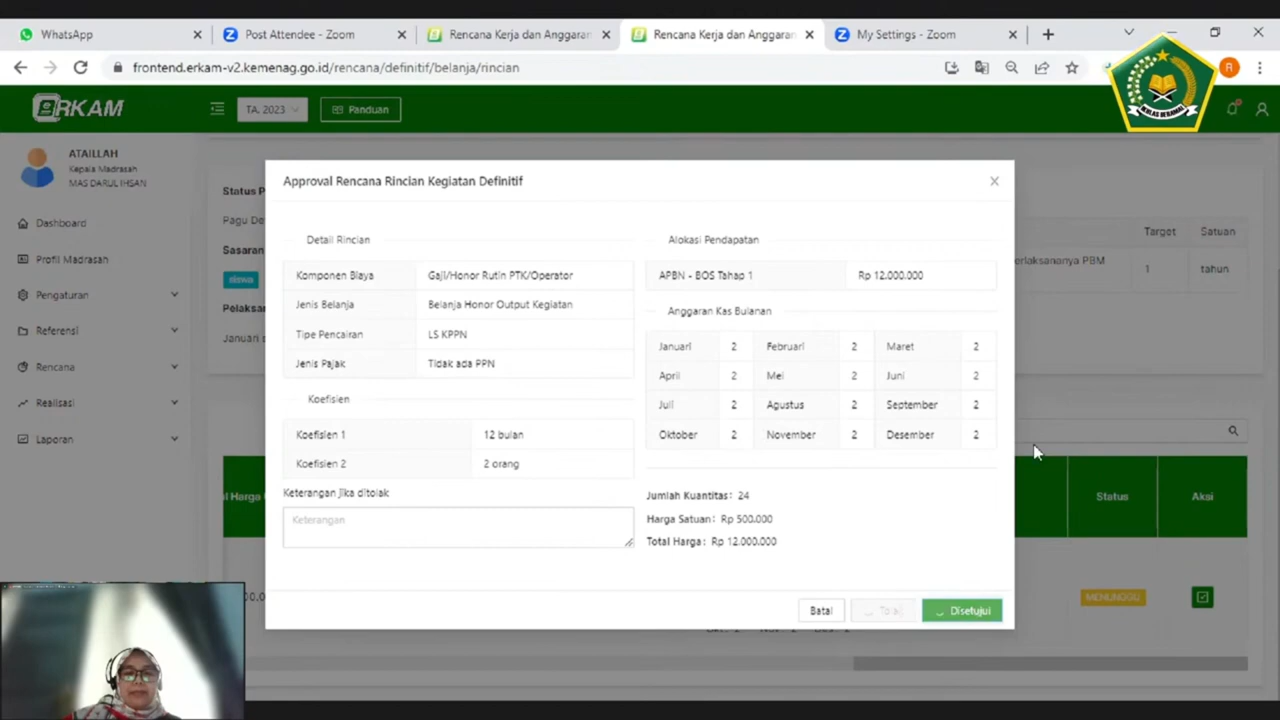 WhatsApp
Post Attendee - Zoom
Rencana Kerja dan Anggaran
Rencana Kerja dan Anggaran
My Settings - Zoom
frontend.erkam-v2.kemenag.go.id/rencana/definitif/belanja/rincian
eRKAM
TA. 2023
Panduan
IKHLAS BERAMAL
R
ATAILLAH
Kepala Madrasah
MAS DARUL IHSAN
Dashboard
Profil Madrasah
Pengaturan
Referensi
Rencana
Realisasi
Laporan
Status P
Pagu De
Sasaran
siswa
Pelaksa
Januari s
Approval Rencana Rincian Kegiatan Definitif
Detail Rincian
Komponen Biaya Gaji/Honor Rutin PTK/Operator
Jenis Belanja Belanja Honor Output Kegiatan
Tipe Pencairan LS KPPN
Jenis Pajak Tidak ada PPN
Koefisien
Koefisien 1 12 bulan
Koefisien 2 2 orang
Keterangan jika ditolak
Keterangan
Alokasi Pendapatan
APBN - BOS Tahap 1 Rp 12.000.000
Anggaran Kas Bulanan
Januari 2 Februari 2 Maret 2
April 2 Mei 2 Juni 2
Juli 2 Agustus 2 September 2
Oktober 2 November 2 Desember 2
Jumlah Kuantitas: 24
Harga Satuan: Rp 500.000
Total Harga: Rp 12.000.000
Batal
Tolak
Disetujui
Target Satuan
erlaksananya PBM 1 tahun
l Harga
Status Aksi
MENUNGGU